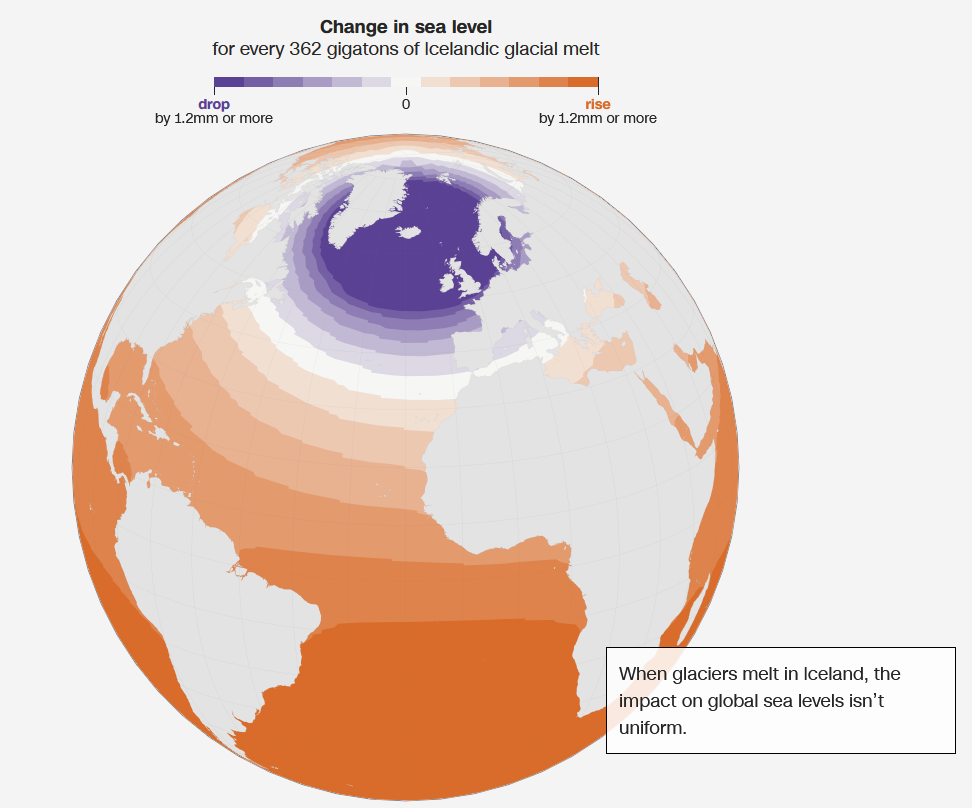 Change in sea level
for every 362 gigatons of Icelandic glacial melt
drop 0 rise
by 1.2mm or more by 1.2mm or more
When glaciers melt in Iceland, the
impact on global sea levels isn’t
uniform.